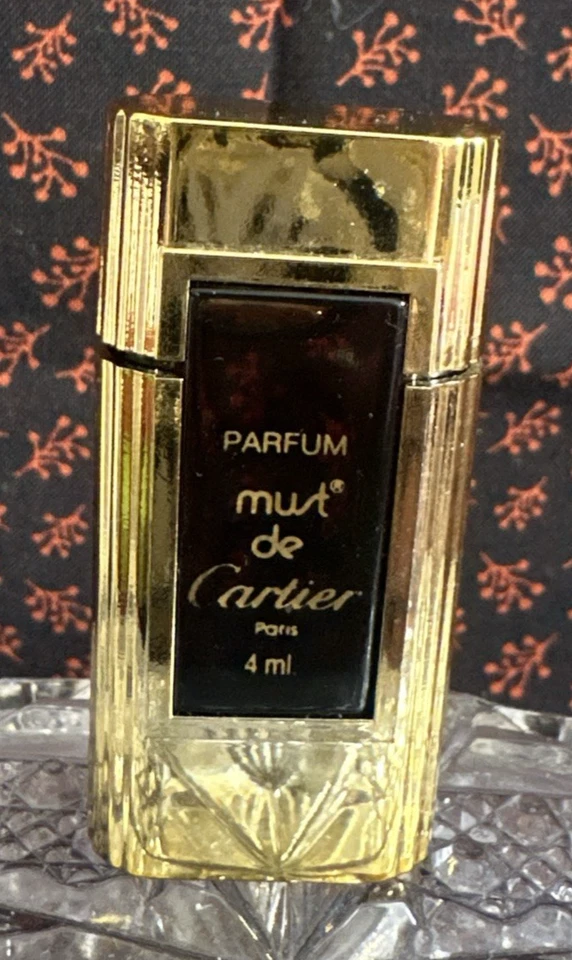 PARFUM
must®
de
Cartier
Paris
4 ml